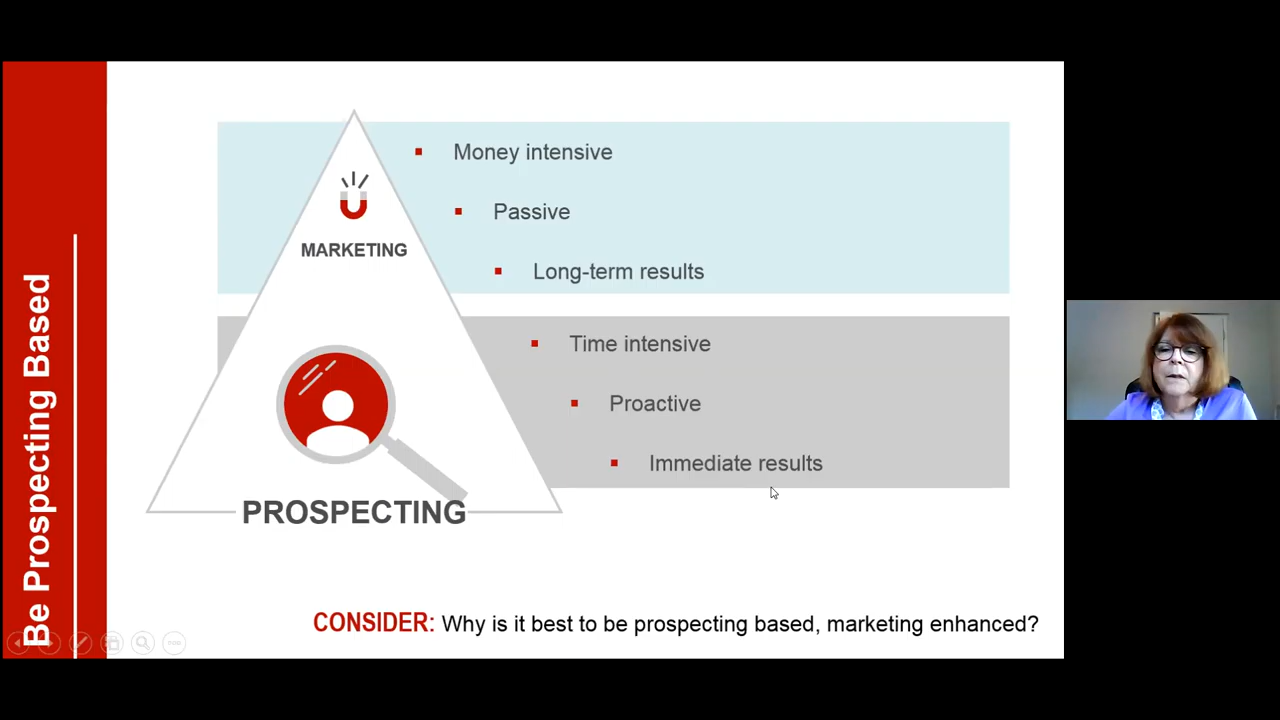 Be Prospecting Based
MARKETING
Money intensive
Passive
Long-term results
PROSPECTING
Time intensive
Proactive
Immediate results
CONSIDER: Why is it best to be prospecting based, marketing enhanced?